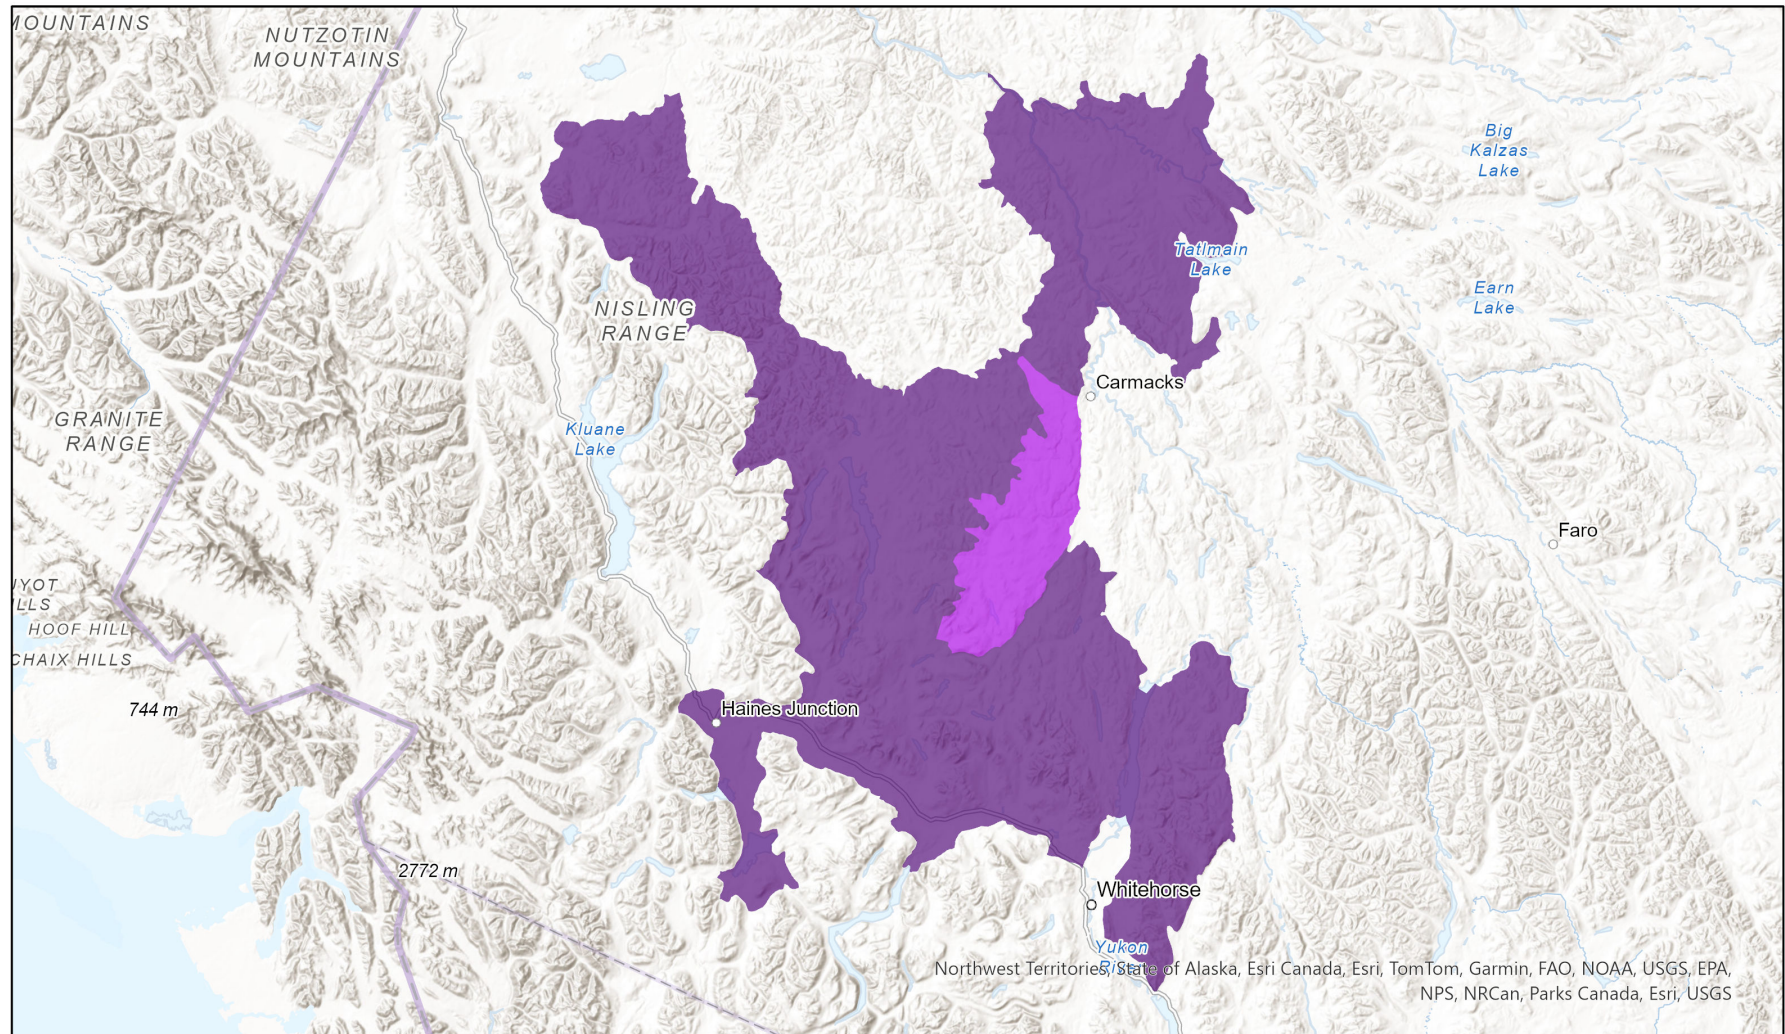 MOUNTAINS
NUTZOTIN
MOUNTAINS
Big
Kalzas
Lake
Tatlmain
Lake
Earn
Lake
NISLING
RANGE
Carmacks
GRANITE
RANGE
Kluane
Lake
Faro
HOOF HILL
CHAIX HILLS
744 m
Haines Junction
2772 m
Whitehorse
Yukon
River
Northwest Territories, State of Alaska, Esri Canada, Esri, TomTom, Garmin, FAO, NOAA, USGS, EPA,
NPS, NRCan, Parks Canada, Esri, USGS